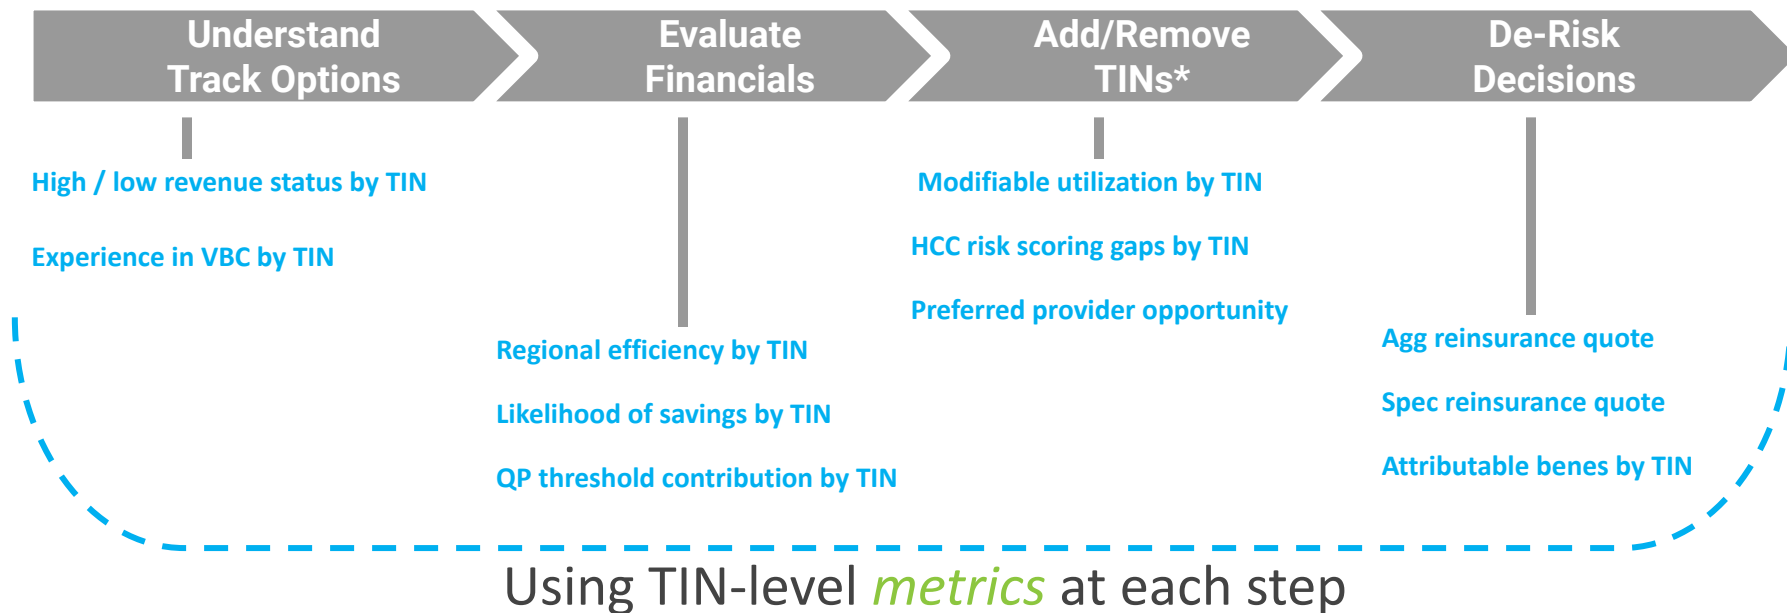 Understand
Track Options
Evaluate
Financials
Add/Remove
TINs*
De-Risk
Decisions
High / low revenue status by TIN
Experience in VBC by TIN
Regional efficiency by TIN
Likelihood of savings by TIN
QP threshold contribution by TIN
Modifiable utilization by TIN
HCC risk scoring gaps by TIN
Preferred provider opportunity
Agg reinsurance quote
Spec reinsurance quote
Attributable benes by TIN
Using TIN-level metrics at each step